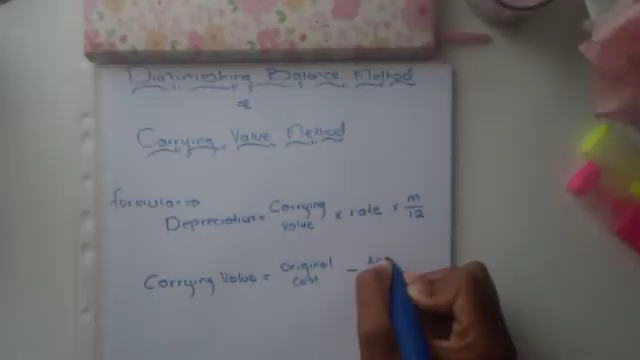 Diminishing Balance Method
or
Carrying Value Method
formula ⇒
Depreciation = Carrying value × rate × m/12
Carrying Value = Original cost −